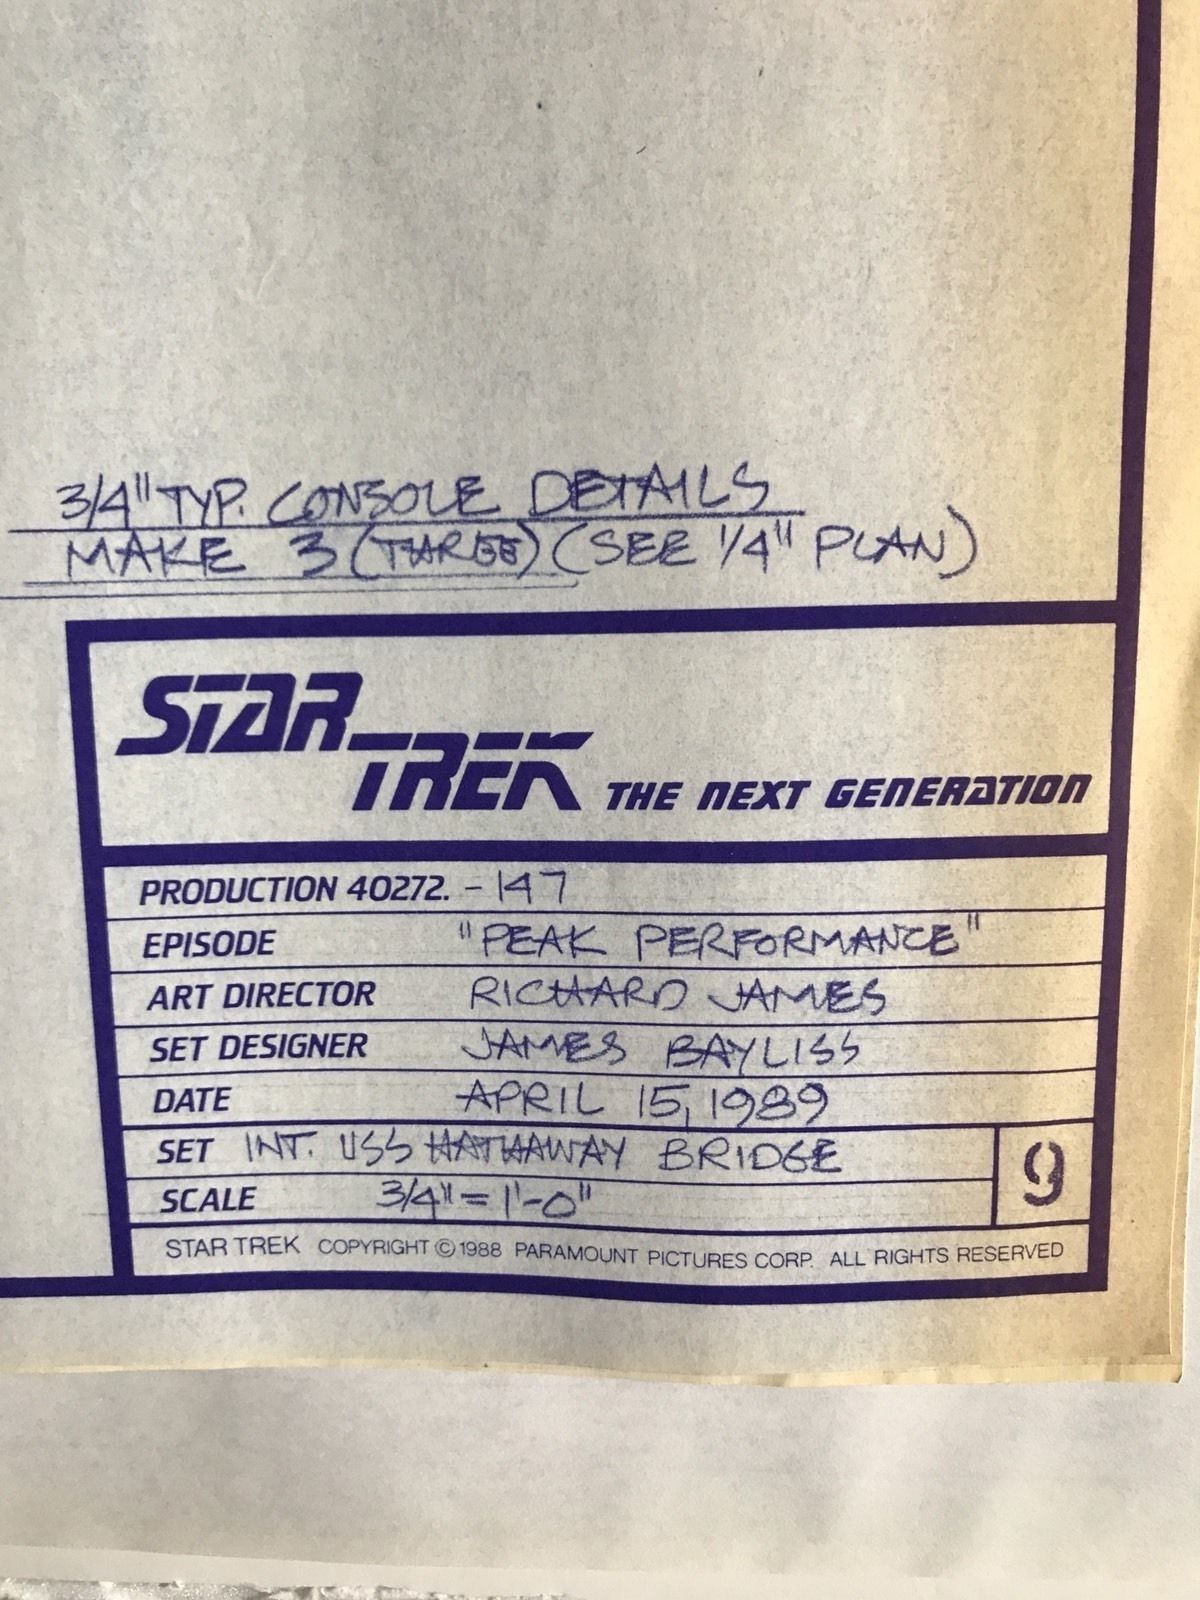 3/4" TYP. CONSOLE DETAILS
MAKE 3 (THREE) (SEE 1/4" PLAN)
STAR TREK THE NEXT GENERATION
PRODUCTION 40272. - 147
EPISODE "PEAK PERFORMANCE"
ART DIRECTOR RICHARD JAMES
SET DESIGNER JAMES BAYLISS
DATE APRIL 15, 1989
SET INT. USS HATHAWAY BRIDGE
9
SCALE 3/4" = 1'-0"
STAR TREK COPYRIGHT © 1988 PARAMOUNT PICTURES CORP. ALL RIGHTS RESERVED